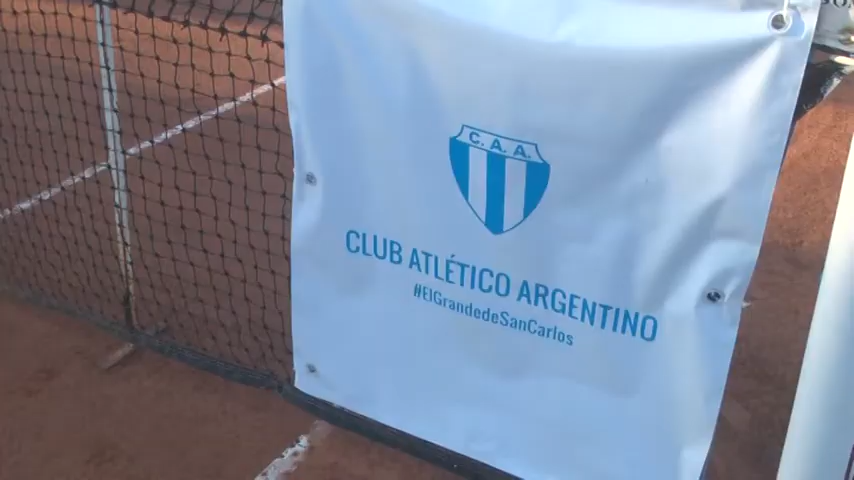 C. A. A.
CLUB ATLÉTICO ARGENTINO
#ElGrandedeSanCarlos